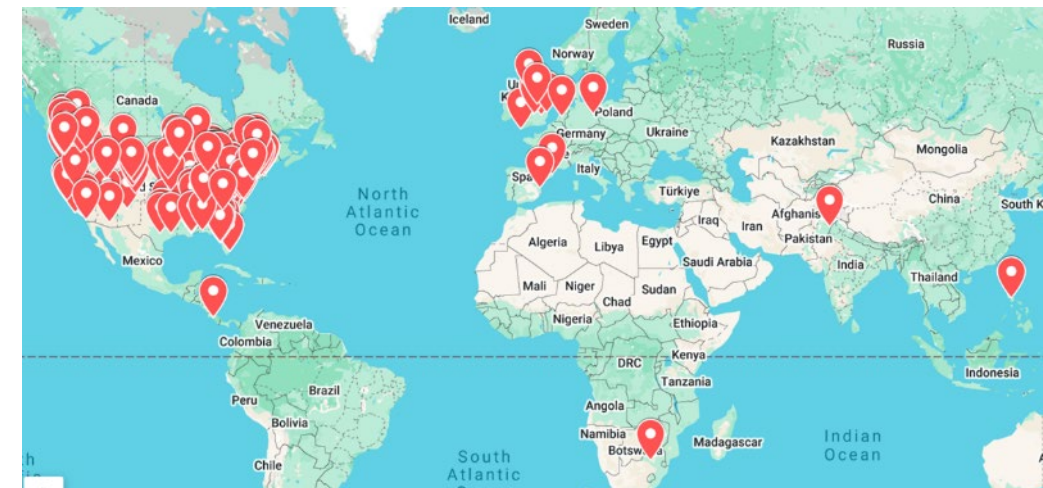 Iceland
Sweden
Norway
Russia
Canada
Poland
Germany
Ukraine
Kazakhstan
Mongolia
Italy
Spa
Türkiye
China
South K
North
Atlantic
Ocean
Iraq
Iran
Afghanis
Pakistan
Algeria
Libya
Egypt
Saudi Arabia
Mexico
India
Thailand
Mali
Niger
Chad
Sudan
Nigeria
Ethiopia
Venezuela
Colombia
DRC
Kenya
Tanzania
Indonesia
Peru
Brazil
Angola
Bolivia
Namibia
Botswa
Madagascar
Indian
Ocean
Chile
South
Atlantic